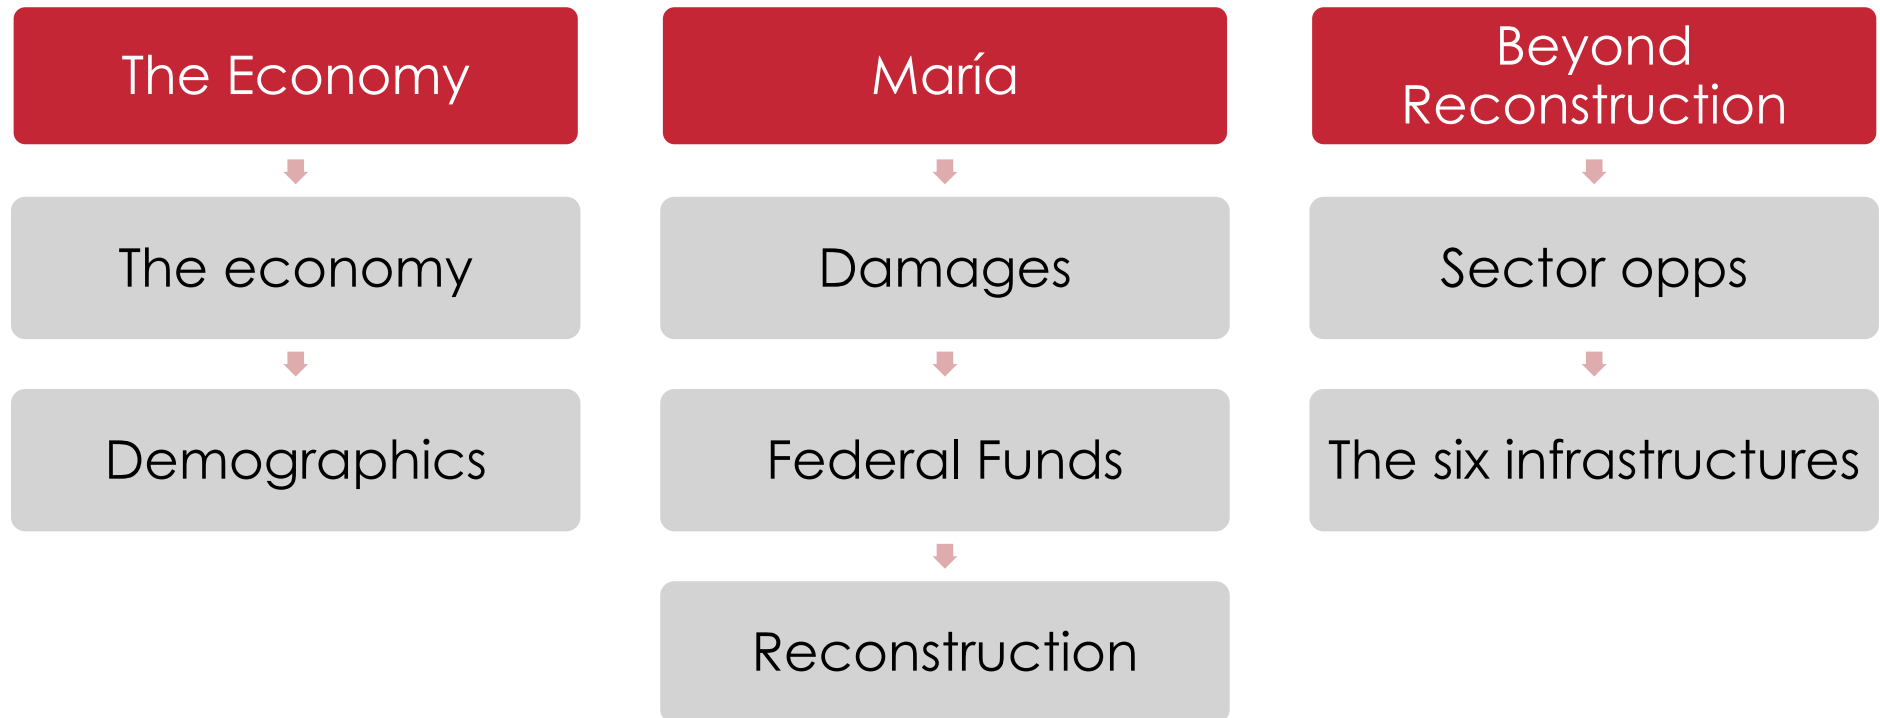 The Economy
The economy
Demographics
María
Damages
Federal Funds
Reconstruction
Beyond
Reconstruction
Sector opps
The six infrastructures